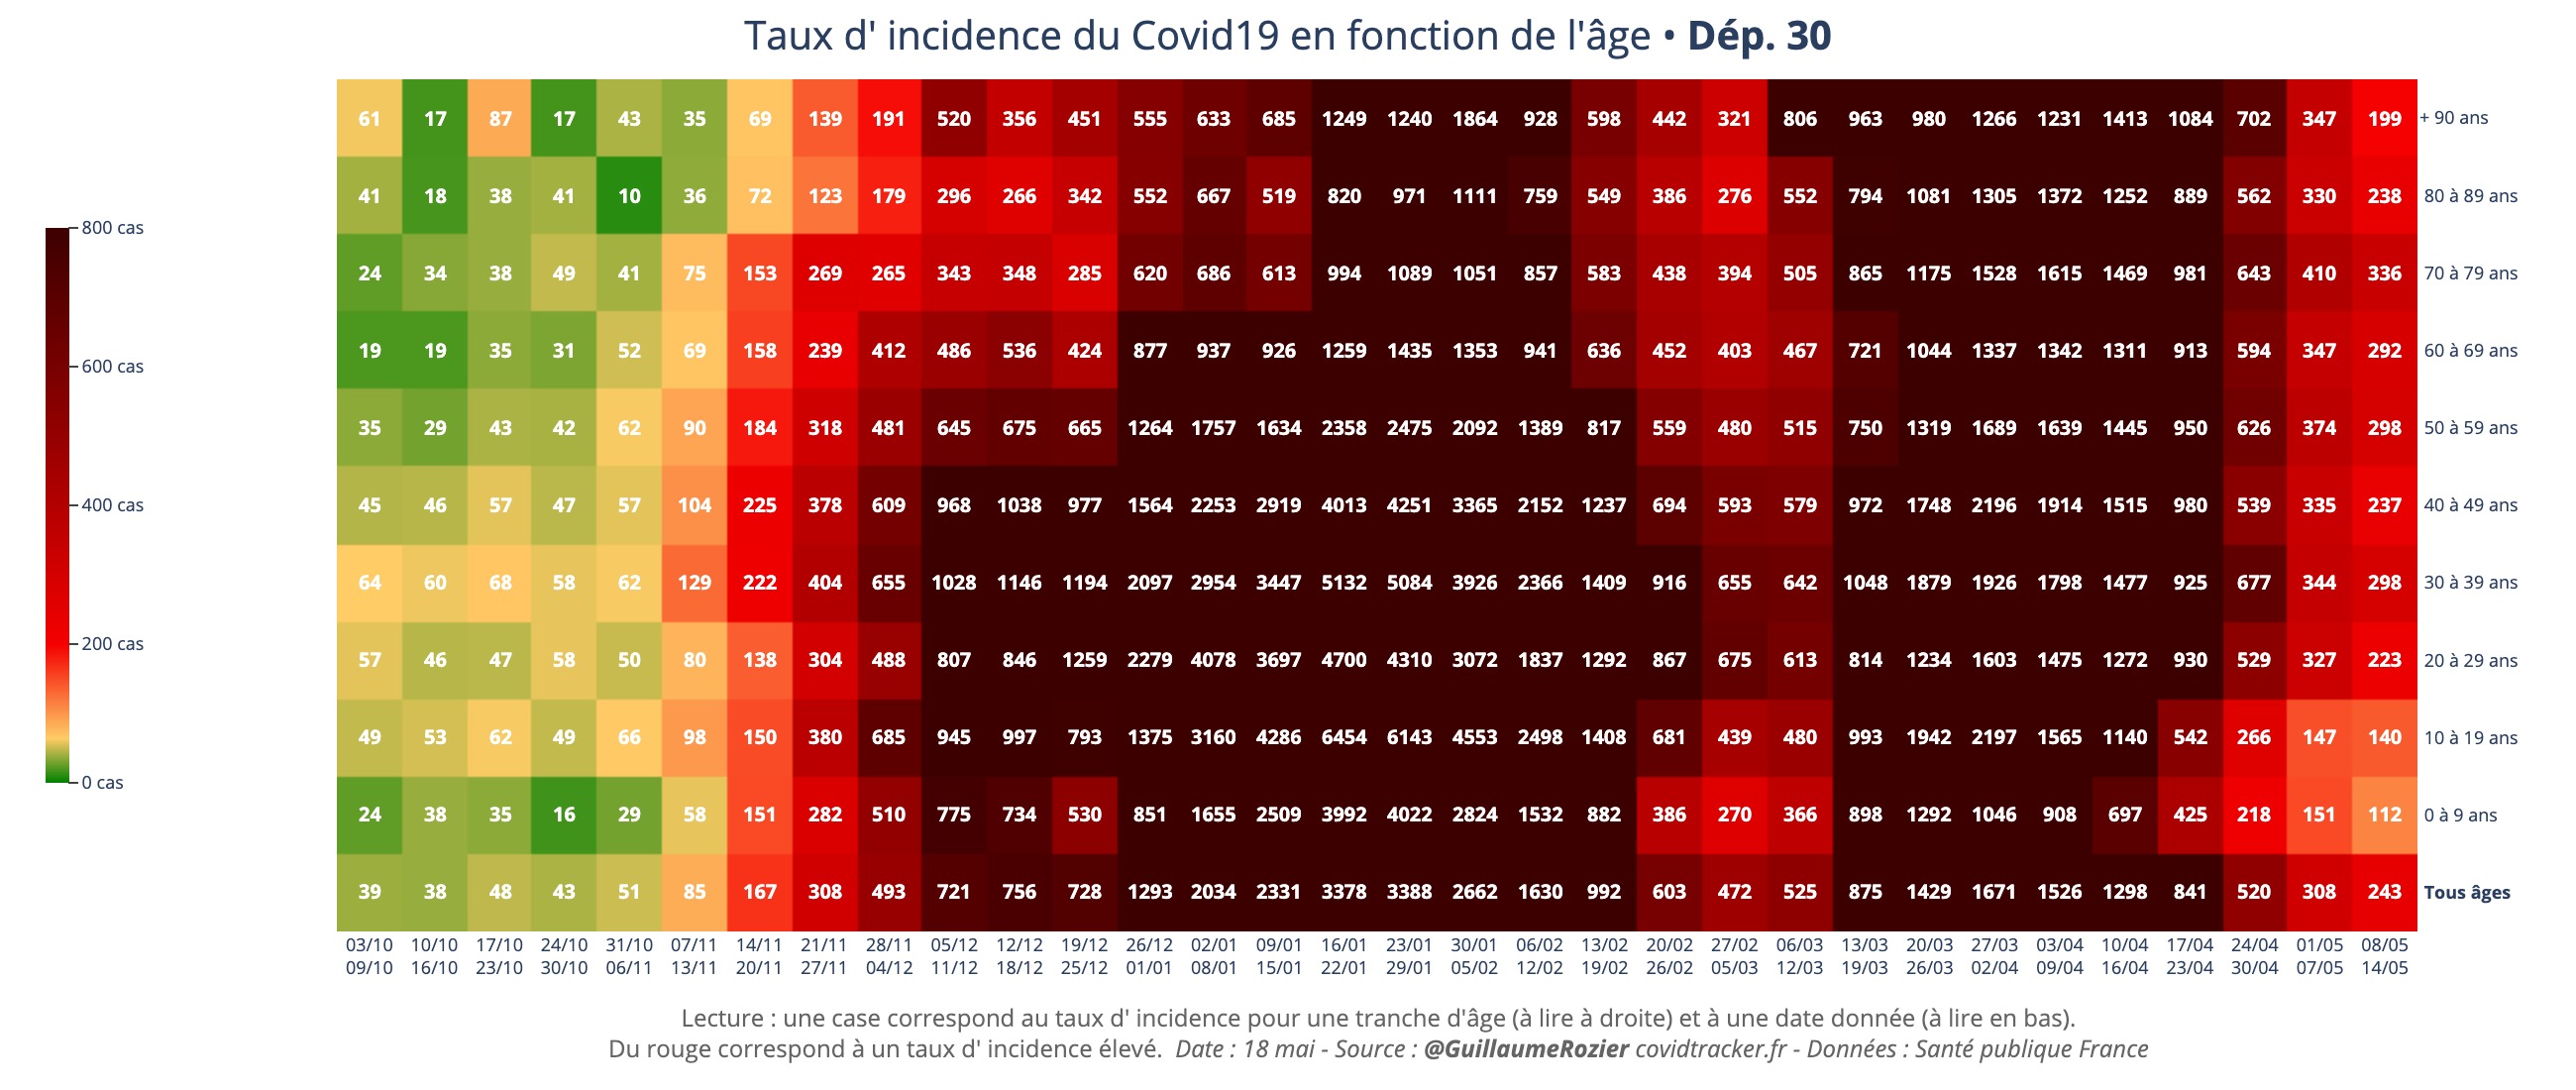 Taux d' incidence du Covid19 en fonction de l'âge • Dép. 30
61 17 87 17 43 35 69 139 191 520 356 451 555 633 685 1249 1240 1864 928 598 442 321 806 963 980 1266 1231 1413 1084 702 347 199 + 90 ans
41 18 38 41 10 36 72 123 179 296 266 342 552 667 519 820 971 1111 759 549 386 276 552 794 1081 1305 1372 1252 889 562 330 238 80 à 89 ans
800 cas
24 34 38 49 41 75 153 269 265 343 348 285 620 686 613 994 1089 1051 857 583 438 394 505 865 1175 1528 1615 1469 981 643 410 336 70 à 79 ans
19 19 35 31 52 69 158 239 412 486 536 424 877 937 926 1259 1435 1353 941 636 452 403 467 721 1044 1337 1342 1311 913 594 347 292 60 à 69 ans
600 cas
35 29 43 42 62 90 184 318 481 645 675 665 1264 1757 1634 2358 2475 2092 1389 817 559 480 515 750 1319 1689 1639 1445 950 626 374 298 50 à 59 ans
400 cas
45 46 57 47 57 104 225 378 609 968 1038 977 1564 2253 2919 4013 4251 3365 2152 1237 694 593 579 972 1748 2196 1914 1515 980 539 335 237 40 à 49 ans
64 60 68 58 62 129 222 404 655 1028 1146 1194 2097 2954 3447 5132 5084 3926 2366 1409 916 655 642 1048 1879 1926 1798 1477 925 677 344 298 30 à 39 ans
200 cas
57 46 47 58 50 80 138 304 488 807 846 1259 2279 4078 3697 4700 4310 3072 1837 1292 867 675 613 814 1234 1603 1475 1272 930 529 327 223 20 à 29 ans
49 53 62 49 66 98 150 380 685 945 997 793 1375 3160 4286 6454 6143 4553 2498 1408 681 439 480 993 1942 2197 1565 1140 542 266 147 140 10 à 19 ans
0 cas
24 38 35 16 29 58 151 282 510 775 734 530 851 1655 2509 3992 4022 2824 1532 882 386 270 366 898 1292 1046 908 697 425 218 151 112 0 à 9 ans
39 38 48 43 51 85 167 308 493 721 756 728 1293 2034 2331 3378 3388 2662 1630 992 603 472 525 875 1429 1671 1526 1298 841 520 308 243 Tous âges
03/10 10/10 17/10 24/10 31/10 07/11 14/11 21/11 28/11 05/12 12/12 19/12 26/12 02/01 09/01 16/01 23/01 30/01 06/02 13/02 20/02 27/02 06/03 13/03 20/03 27/03 03/04 10/04 17/04 24/04 01/05 08/05
09/10 16/10 23/10 30/10 06/11 13/11 20/11 27/11 04/12 11/12 18/12 25/12 01/01 08/01 15/01 22/01 29/01 05/02 12/02 19/02 26/02 05/03 12/03 19/03 26/03 02/04 09/04 16/04 23/04 30/04 07/05 14/05
Lecture : une case correspond au taux d' incidence pour une tranche d'âge (à lire à droite) et à une date donnée (à lire en bas).
Du rouge correspond à un taux d' incidence élevé. Date : 18 mai - Source : @GuillaumeRozier covidtracker.fr - Données : Santé publique France